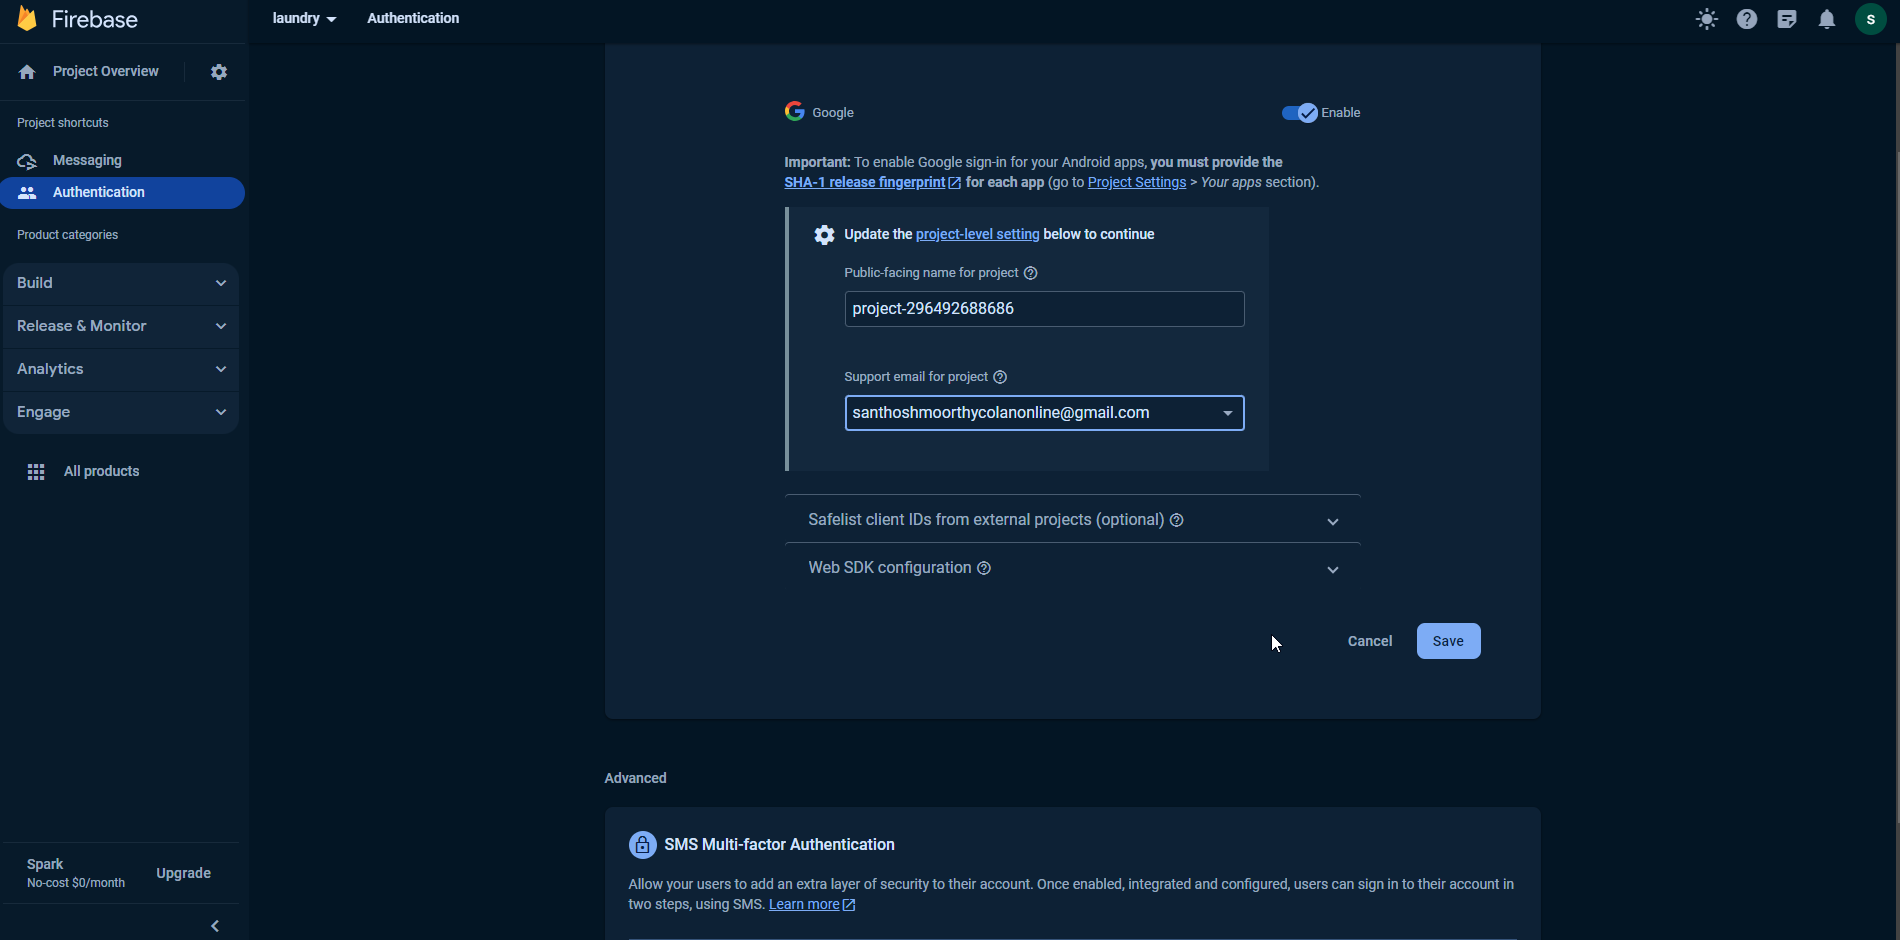 Firebase
laundry
Authentication
S
Project Overview
Project shortcuts
Messaging
Authentication
Product categories
Build
Release & Monitor
Analytics
Engage
All products
Spark
No-cost $0/month
Upgrade
Google
Enable
Important: To enable Google sign-in for your Android apps, you must provide the
SHA-1 release fingerprint for each app (go to Project Settings > Your apps section).
Update the project-level setting below to continue
Public-facing name for project
project-296492688686
Support email for project
santhoshmoorthycolanonline@gmail.com
Safelist client IDs from external projects (optional)
Web SDK configuration
Cancel
Save
Advanced
SMS Multi-factor Authentication
Allow your users to add an extra layer of security to their account. Once enabled, integrated and configured, users can sign in to their account in
two steps, using SMS. Learn more